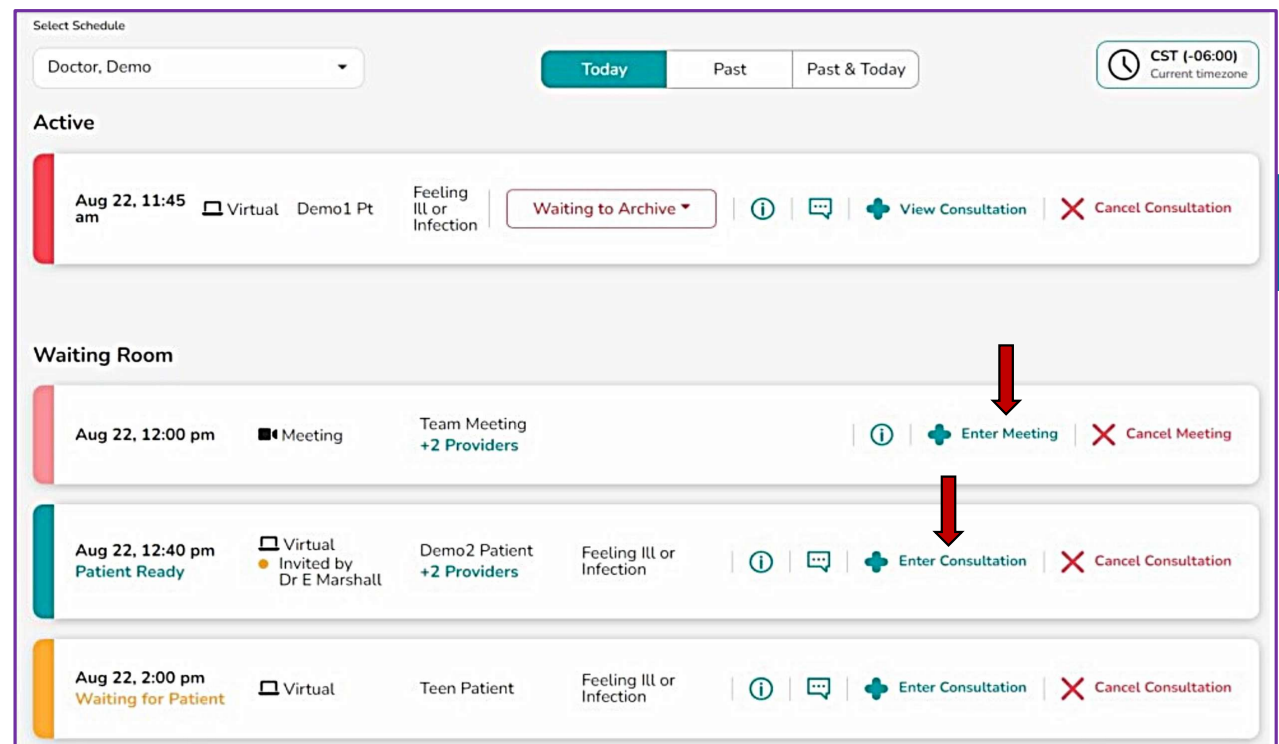 Select Schedule
Doctor, Demo
Today Past Past & Today
CST (-06:00)
Current timezone
Active
Aug 22, 11:45
am
Virtual
Demo1 Pt
Feeling
Ill or
Infection
Waiting to Archive
View Consultation
Cancel Consultation
Waiting Room
Aug 22, 12:00 pm
Meeting
Team Meeting
+2 Providers
Enter Meeting
Cancel Meeting
Aug 22, 12:40 pm
Patient Ready
Virtual
Invited by
Dr E Marshall
Demo2 Patient
+2 Providers
Feeling Ill or
Infection
Enter Consultation
Cancel Consultation
Aug 22, 2:00 pm
Waiting for Patient
Virtual
Teen Patient
Feeling Ill or
Infection
Enter Consultation
Cancel Consultation